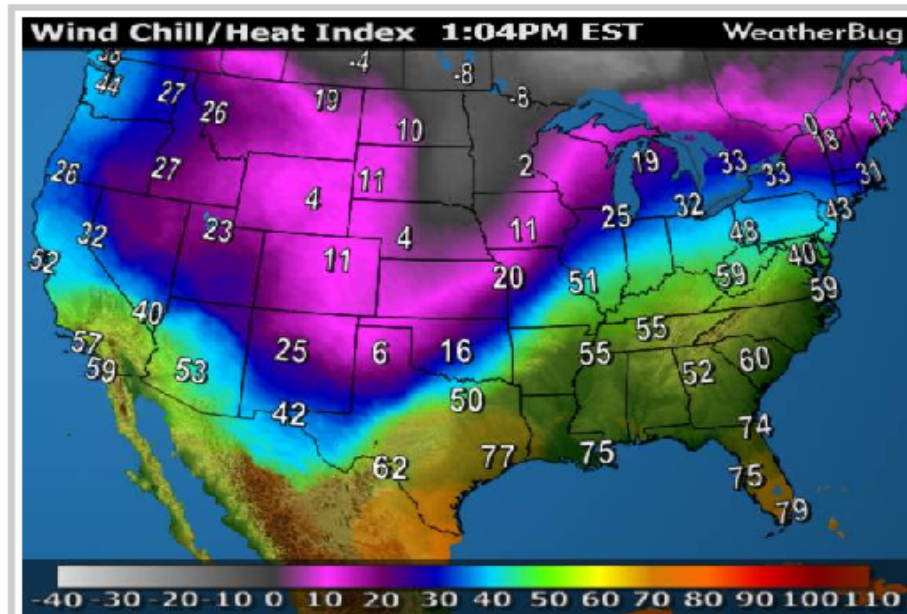 Wind Chill/Heat Index 1:04PM EST WeatherBug
38 -4 -8
44 27 26 19 -8
10 0 18 11
27 2 19 33
26 11 33 31
4 25 32 43
32 23 4 11 48
52 11 20 51 59 40
40 59
57 25 6 16 55 55
59 53 52 60
42 50
62 77 75 74
75
79
-40 -30 -20 -10 0 10 20 30 40 50 60 70 80 90 100 110